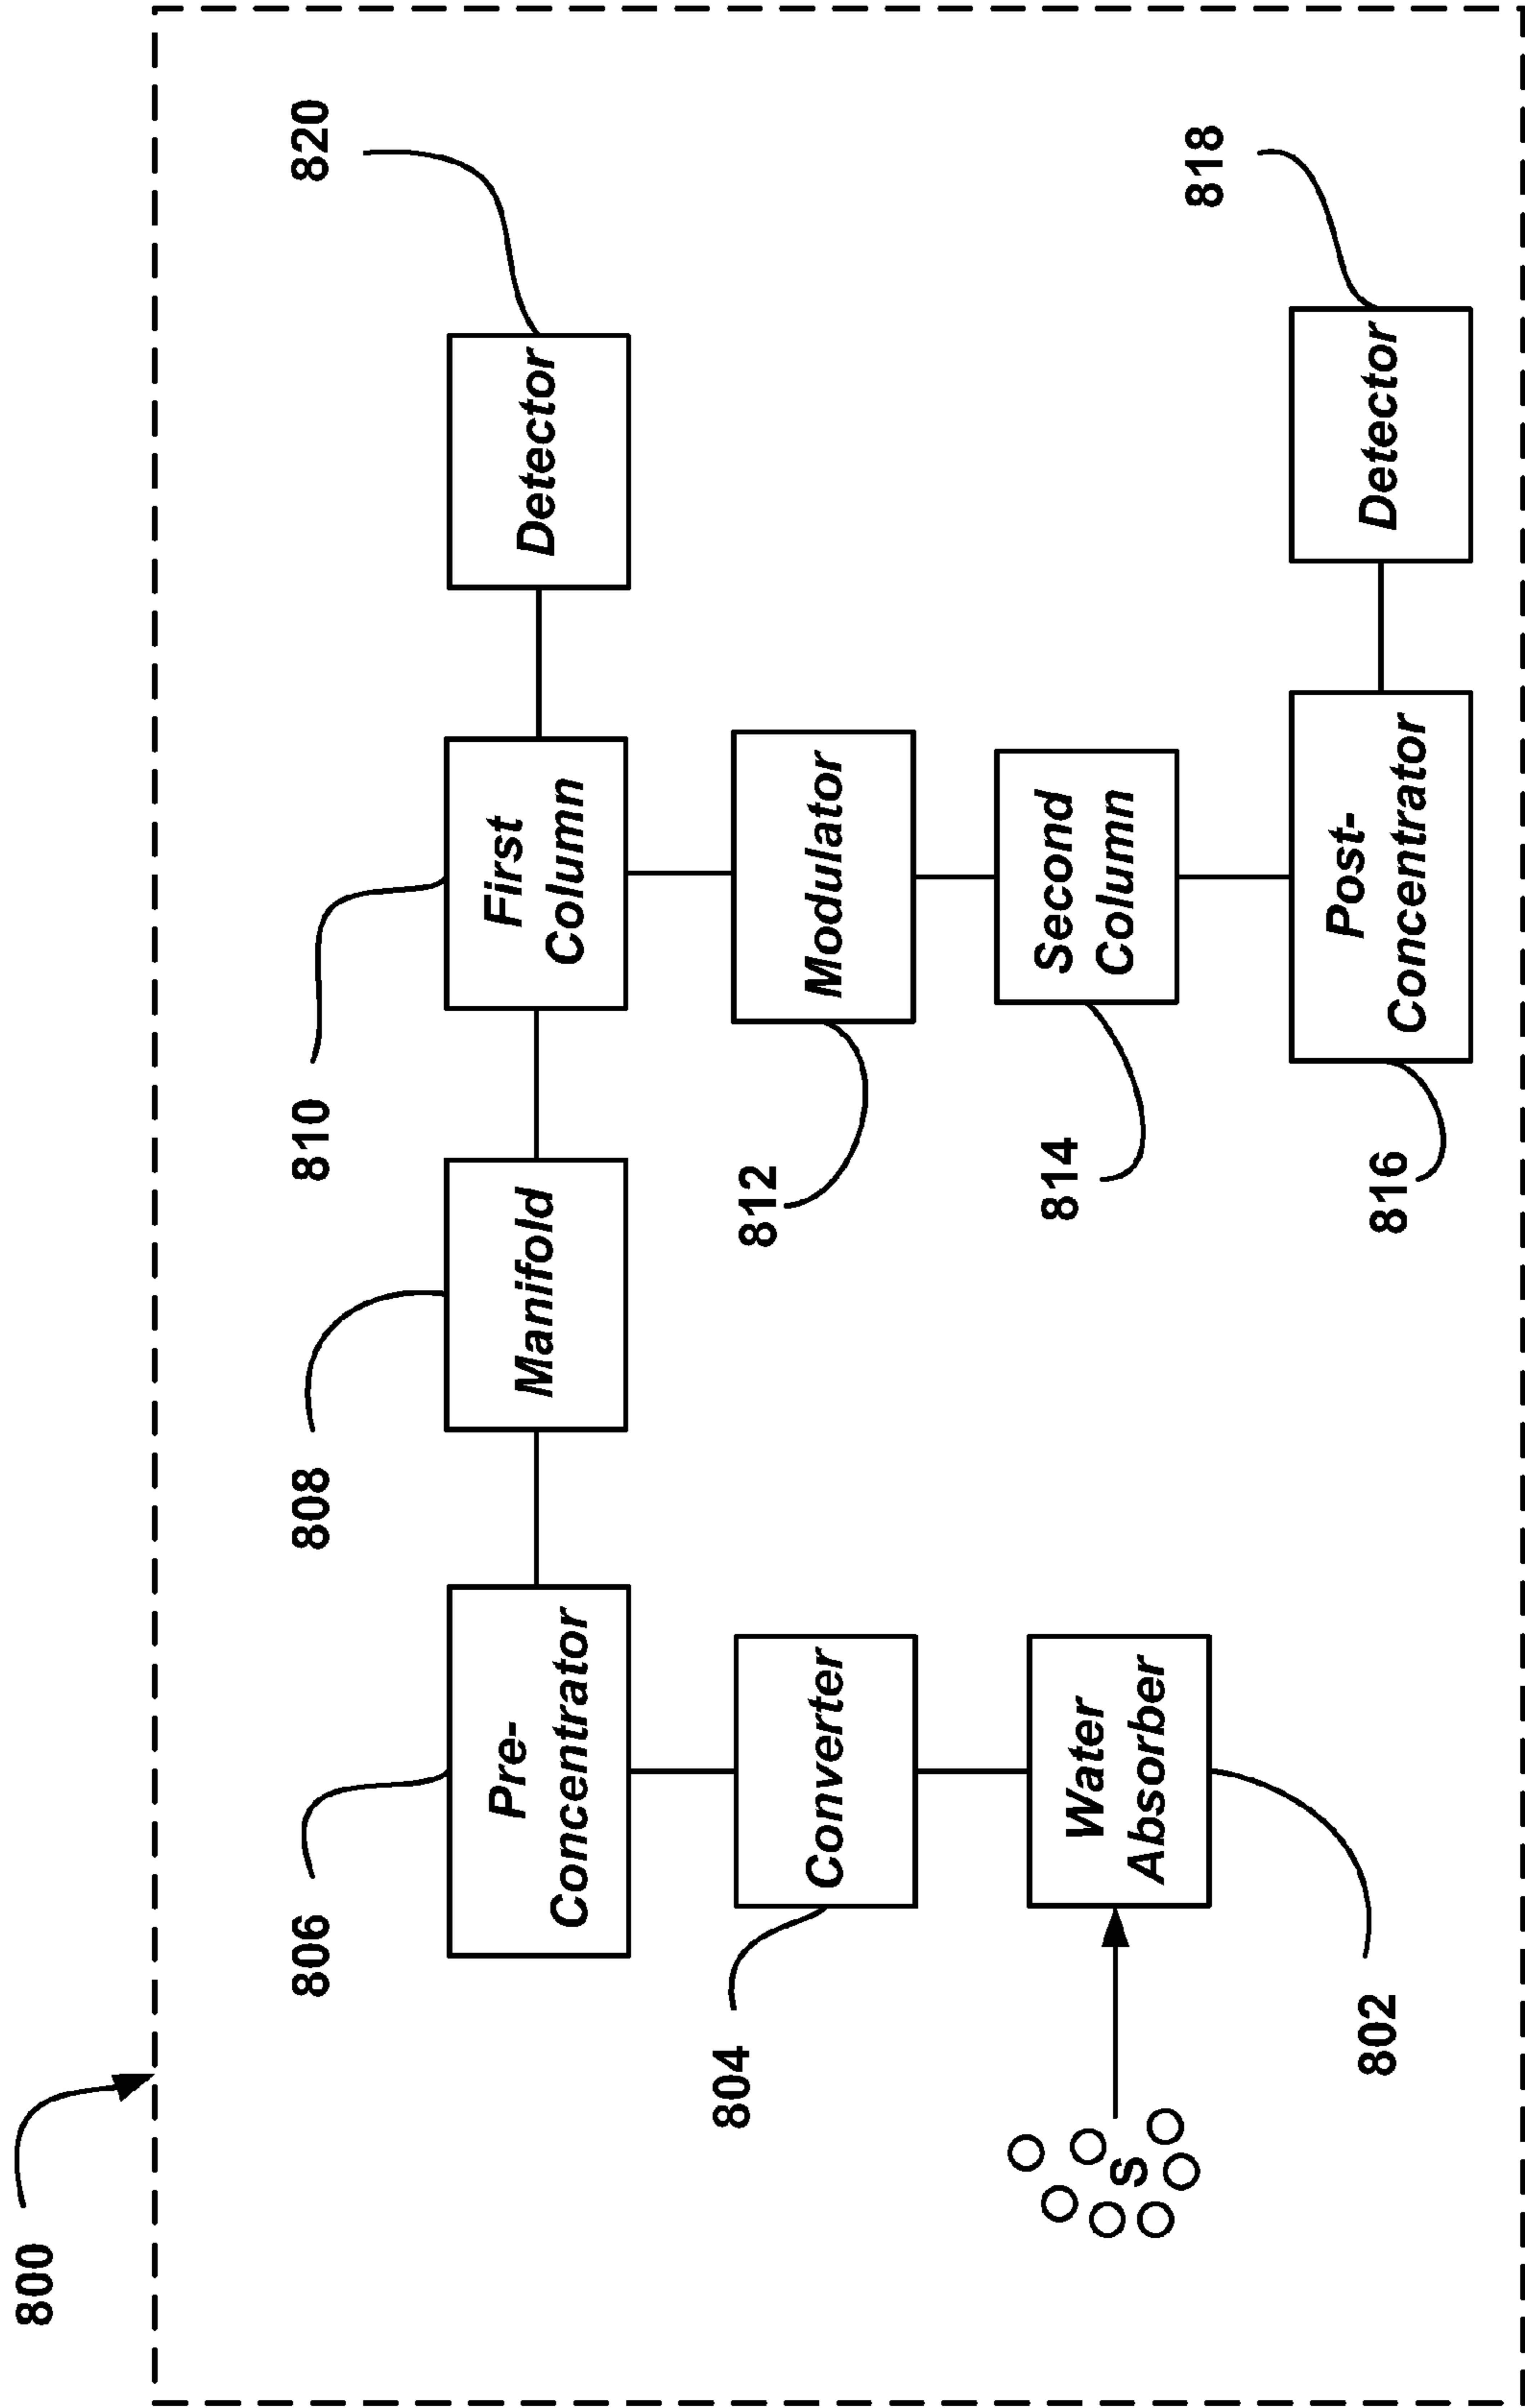 800
806
Pre-
Concentrator
808
Manifold
810
First
Column
820
Detector
804
Converter
812
Modulator
S
Water
Absorber
802
814
Second
Column
816
Post-
Concentrator
818
Detector